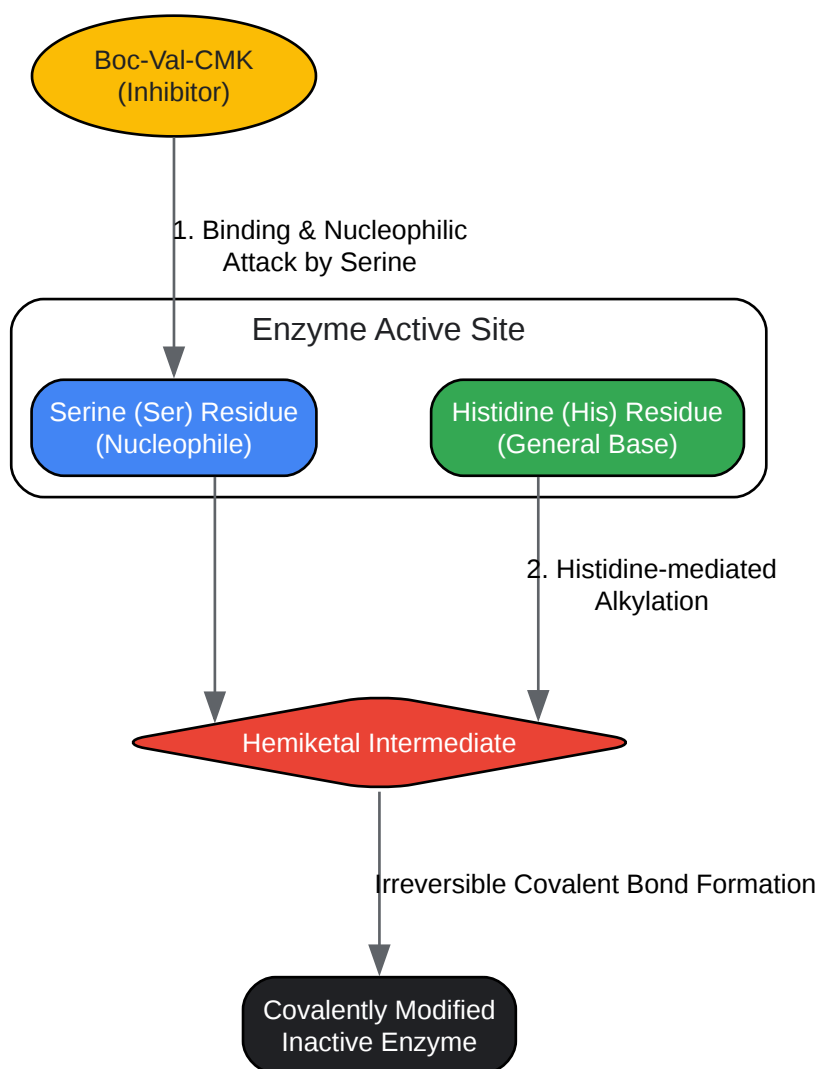 Boc-Val-CMK
(Inhibitor)
1. Binding & Nucleophilic
Attack by Serine
Enzyme Active Site
Serine (Ser) Residue
(Nucleophile)
Histidine (His) Residue
(General Base)
2. Histidine-mediated
Alkylation
Hemiketal Intermediate
Irreversible Covalent Bond Formation
Covalently Modified
Inactive Enzyme